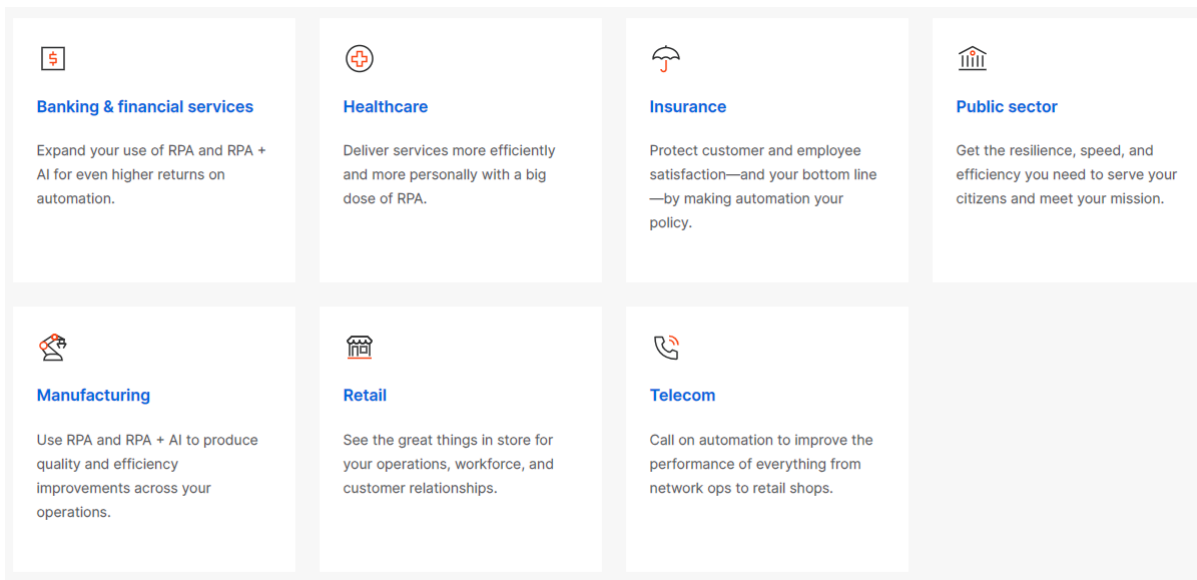 $
Banking & financial services
Expand your use of RPA and RPA +
AI for even higher returns on
automation.
Healthcare
Deliver services more efficiently
and more personally with a big
dose of RPA.
Insurance
Protect customer and employee
satisfaction—and your bottom line
—by making automation your
policy.
Public sector
Get the resilience, speed, and
efficiency you need to serve your
citizens and meet your mission.
Manufacturing
Use RPA and RPA + AI to produce
quality and efficiency
improvements across your
operations.
Retail
See the great things in store for
your operations, workforce, and
customer relationships.
Telecom
Call on automation to improve the
performance of everything from
network ops to retail shops.